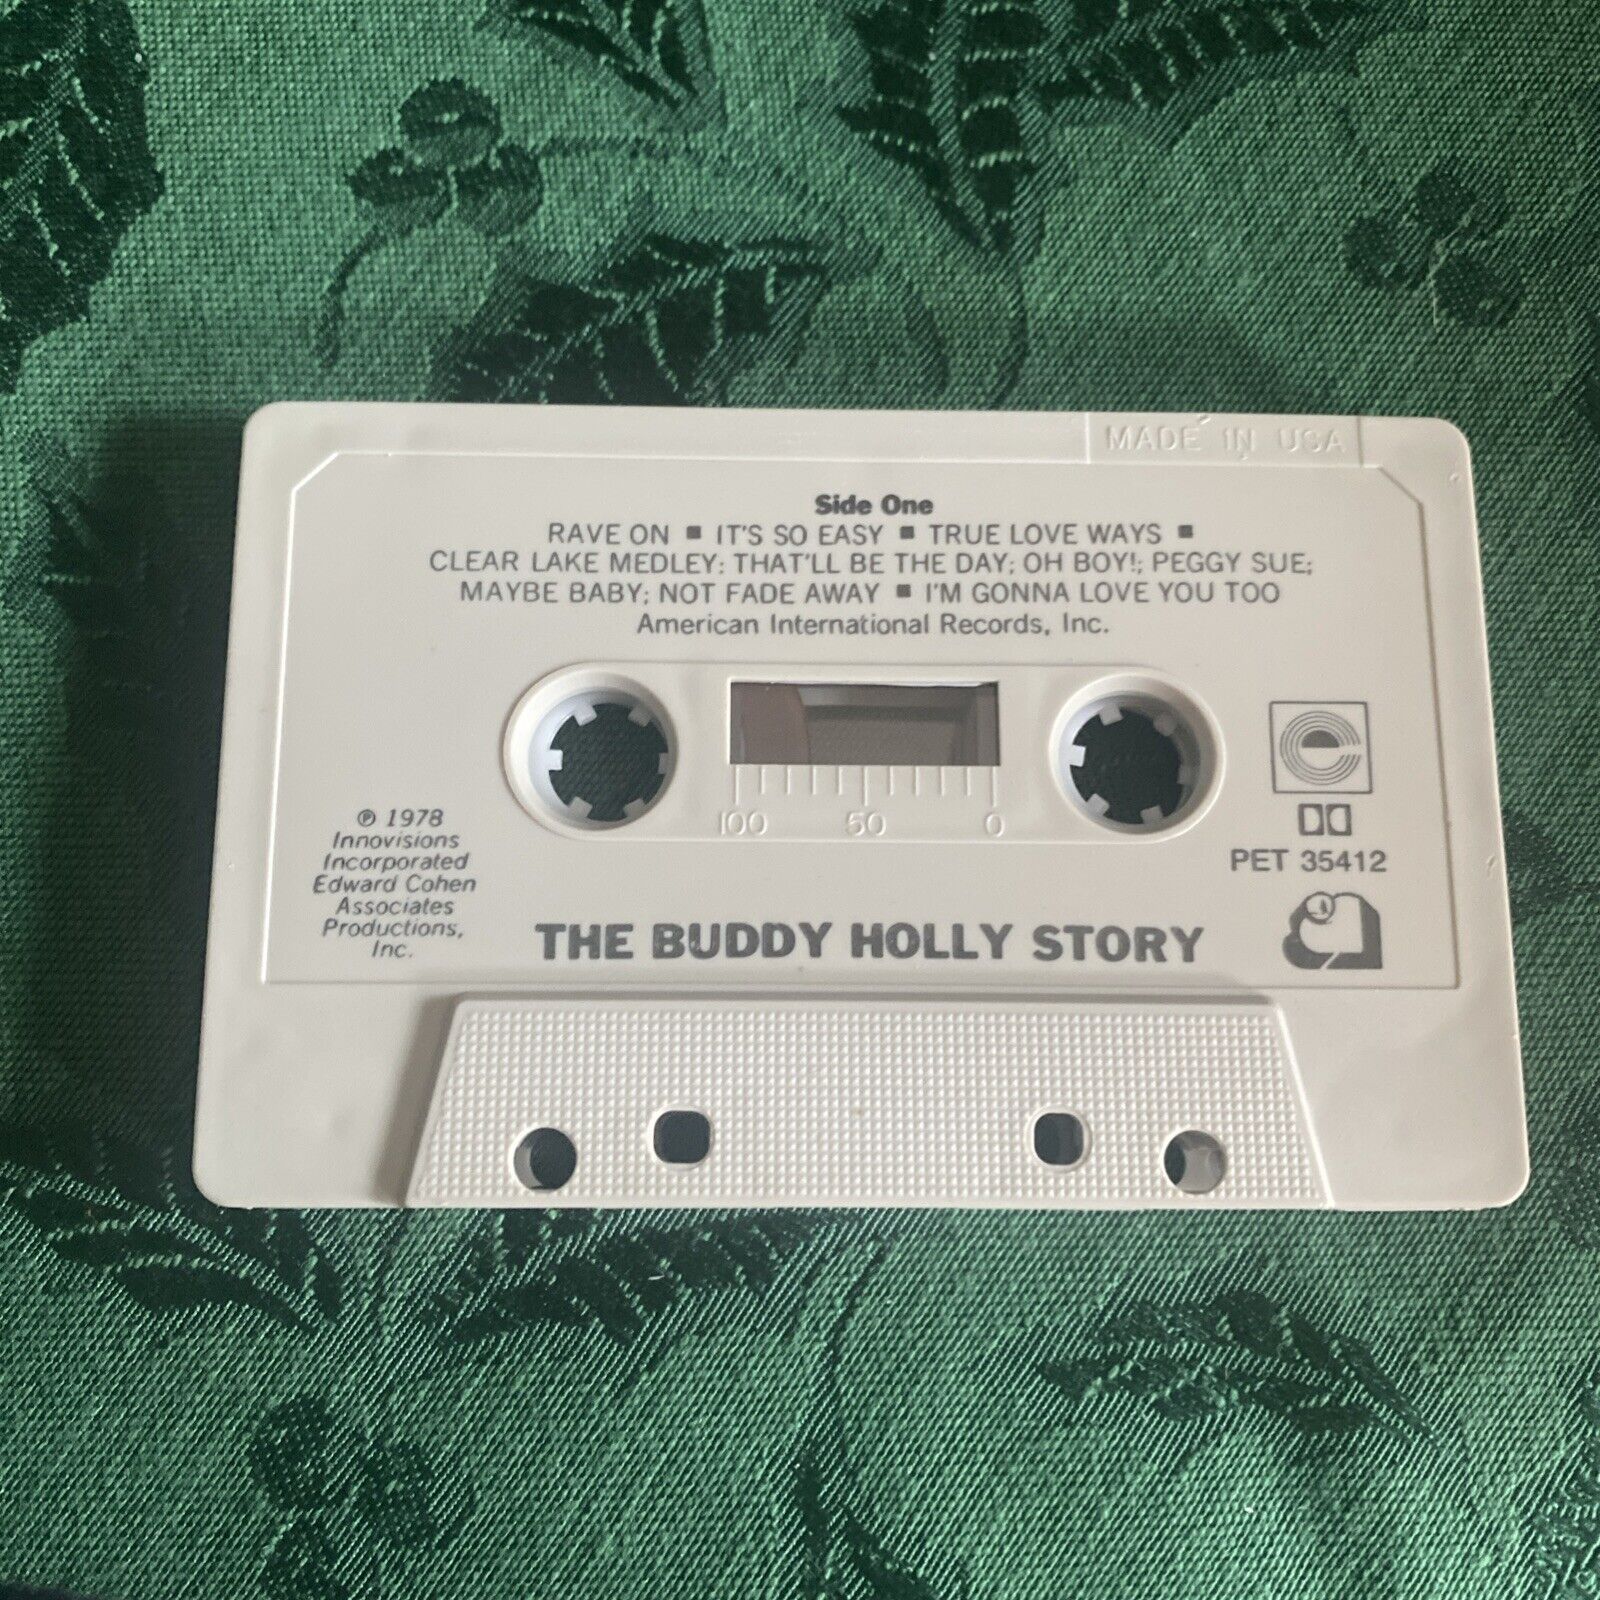 MADE IN USA
Side One
RAVE ON ■ IT'S SO EASY ■ TRUE LOVE WAYS ■
CLEAR LAKE MEDLEY: THAT'LL BE THE DAY; OH BOY!; PEGGY SUE;
MAYBE BABY; NOT FADE AWAY ■ I'M GONNA LOVE YOU TOO
American International Records, Inc.
100 50 0
℗ 1978
Innovisions
Incorporated
Edward Cohen
Associates
Productions,
Inc.
PET 35412
THE BUDDY HOLLY STORY